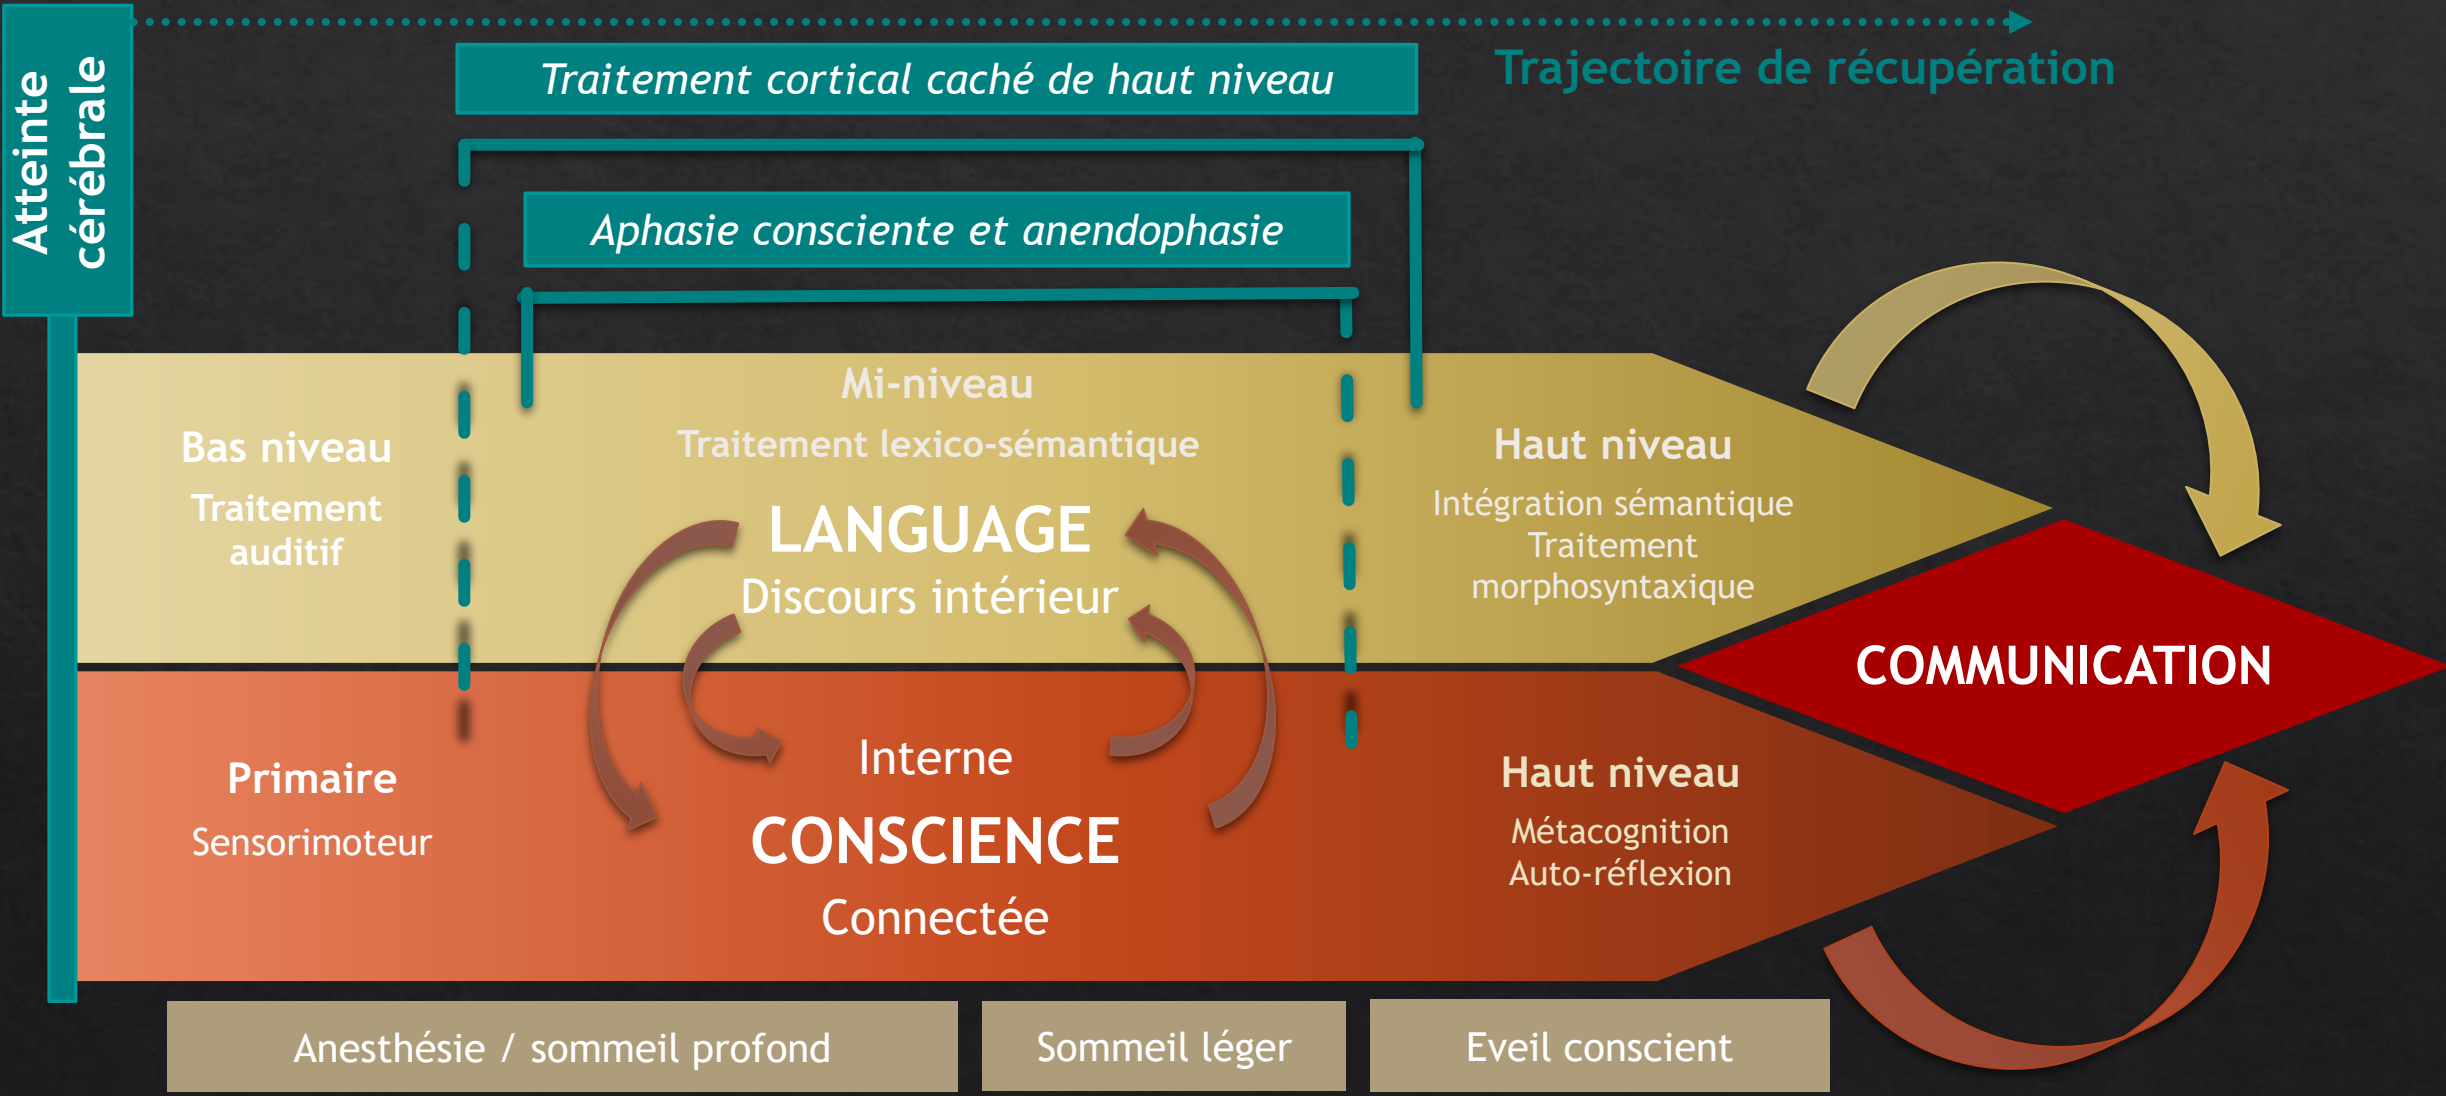 Atteinte
cérébrale
Trajectoire de récupération
Traitement cortical caché de haut niveau
Aphasie consciente et anendophasie
Bas niveau
Traitement
auditif
Mi-niveau
Traitement lexico-sémantique
LANGUAGE
Discours intérieur
Haut niveau
Intégration sémantique
Traitement
morphosyntaxique
COMMUNICATION
Primaire
Sensorimoteur
Interne
CONSCIENCE
Connectée
Haut niveau
Métacognition
Auto-réflexion
Anesthésie / sommeil profond
Sommeil léger
Eveil conscient